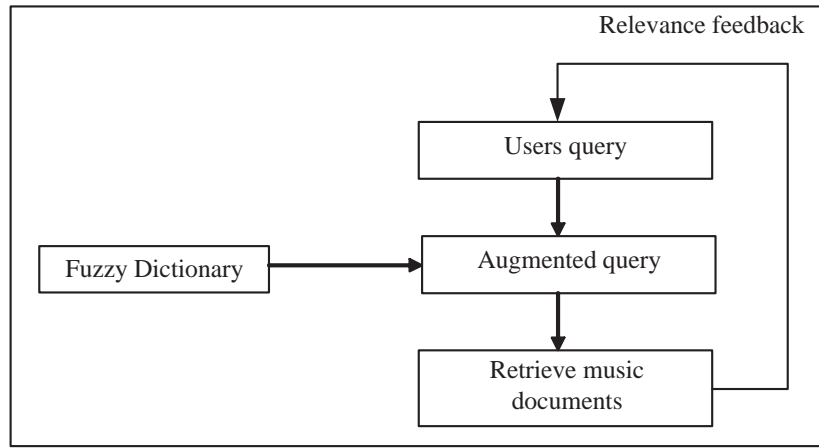 Relevance feedback
Users query
Fuzzy Dictionary
Augmented query
Retrieve music
documents